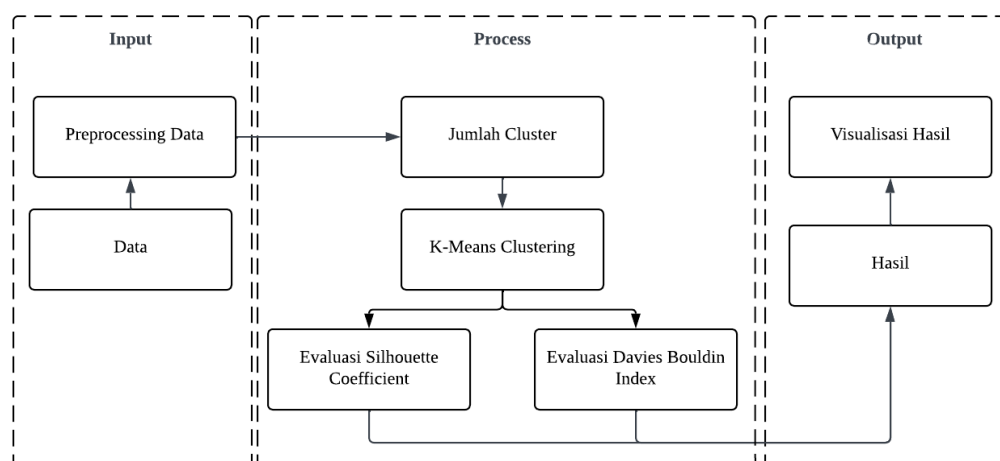 Input
Preprocessing Data
Data
Process
Jumlah Cluster
K-Means Clustering
Evaluasi Silhouette
Coefficient
Evaluasi Davies Bouldin
Index
Output
Visualisasi Hasil
Hasil